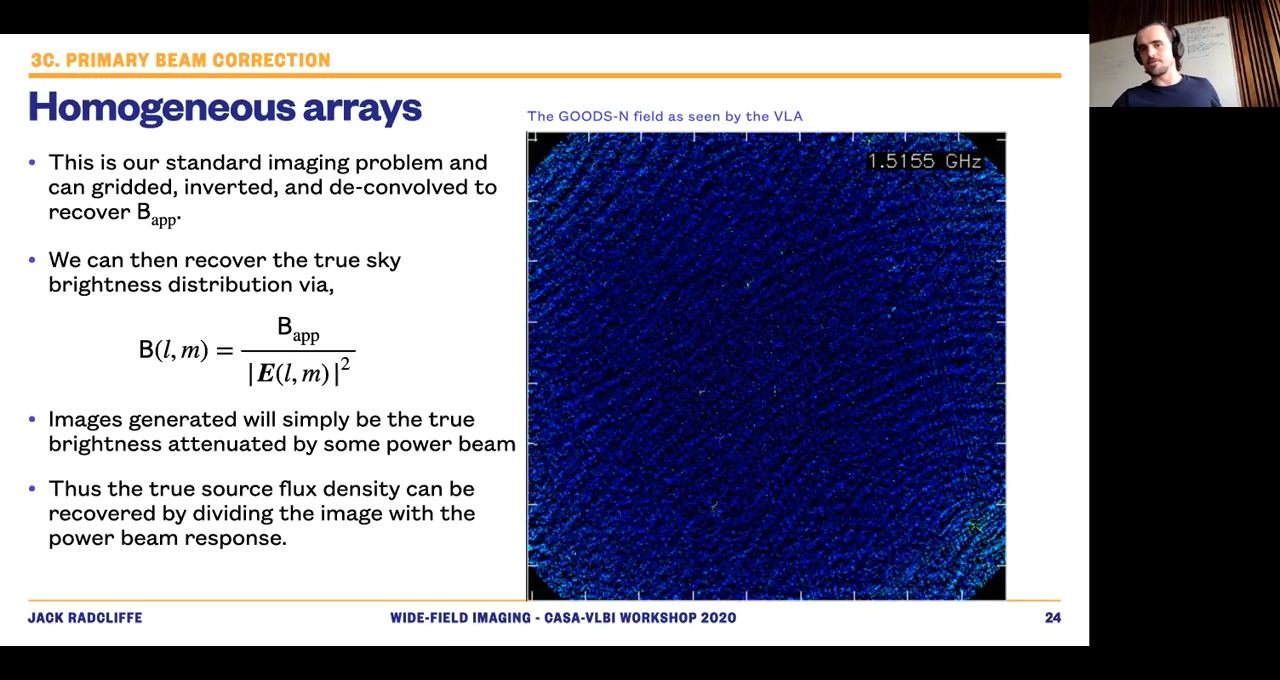 3C. PRIMARY BEAM CORRECTION
Homogeneous arrays
The GOODS-N field as seen by the VLA
1.5155 GHz
• This is our standard imaging problem and
can gridded, inverted, and de-convolved to
recover B_app.
• We can then recover the true sky
brightness distribution via,
B(l, m) = B_app / |E(l, m)|²
• Images generated will simply be the true
brightness attenuated by some power beam
• Thus the true source flux density can be
recovered by dividing the image with the
power beam response.
JACK RADCLIFFE
WIDE-FIELD IMAGING - CASA-VLBI WORKSHOP 2020
24